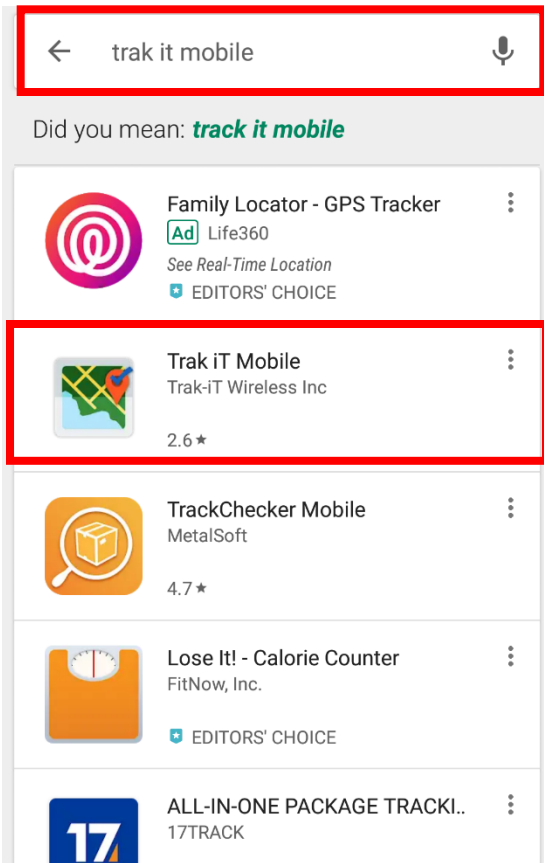 trak it mobile
Did you mean: track it mobile
Family Locator - GPS Tracker
Ad Life360
See Real-Time Location
EDITORS' CHOICE
Trak iT Mobile
Trak-iT Wireless Inc
2.6★
TrackChecker Mobile
MetalSoft
4.7★
Lose It! - Calorie Counter
FitNow, Inc.
EDITORS' CHOICE
ALL-IN-ONE PACKAGE TRACKI..
17TRACK
17